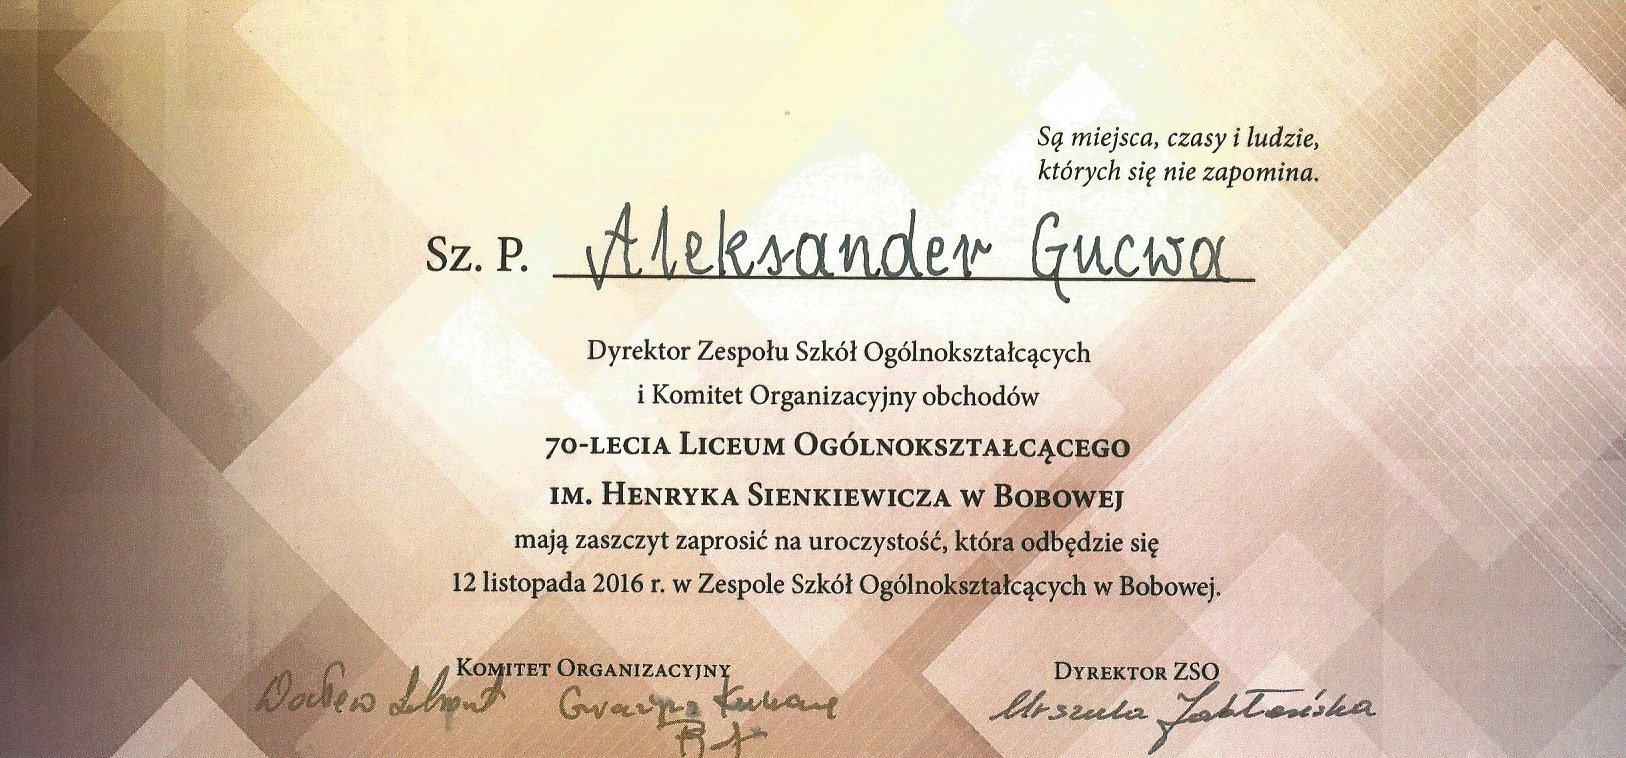 Są miejsca, czasy i ludzie,
których się nie zapomina.
Sz. P. Aleksander Gucwa
Dyrektor Zespołu Szkół Ogólnokształcących
i Komitet Organizacyjny obchodów
70-lecia Liceum Ogólnokształcącego
im. Henryka Sienkiewicza w Bobowej
mają zaszczyt zaprosić na uroczystość, która odbędzie się
12 listopada 2016 r. w Zespole Szkół Ogólnokształcących w Bobowej.
Komitet Organizacyjny
Dyrektor ZSO
Urszula Jabłońska